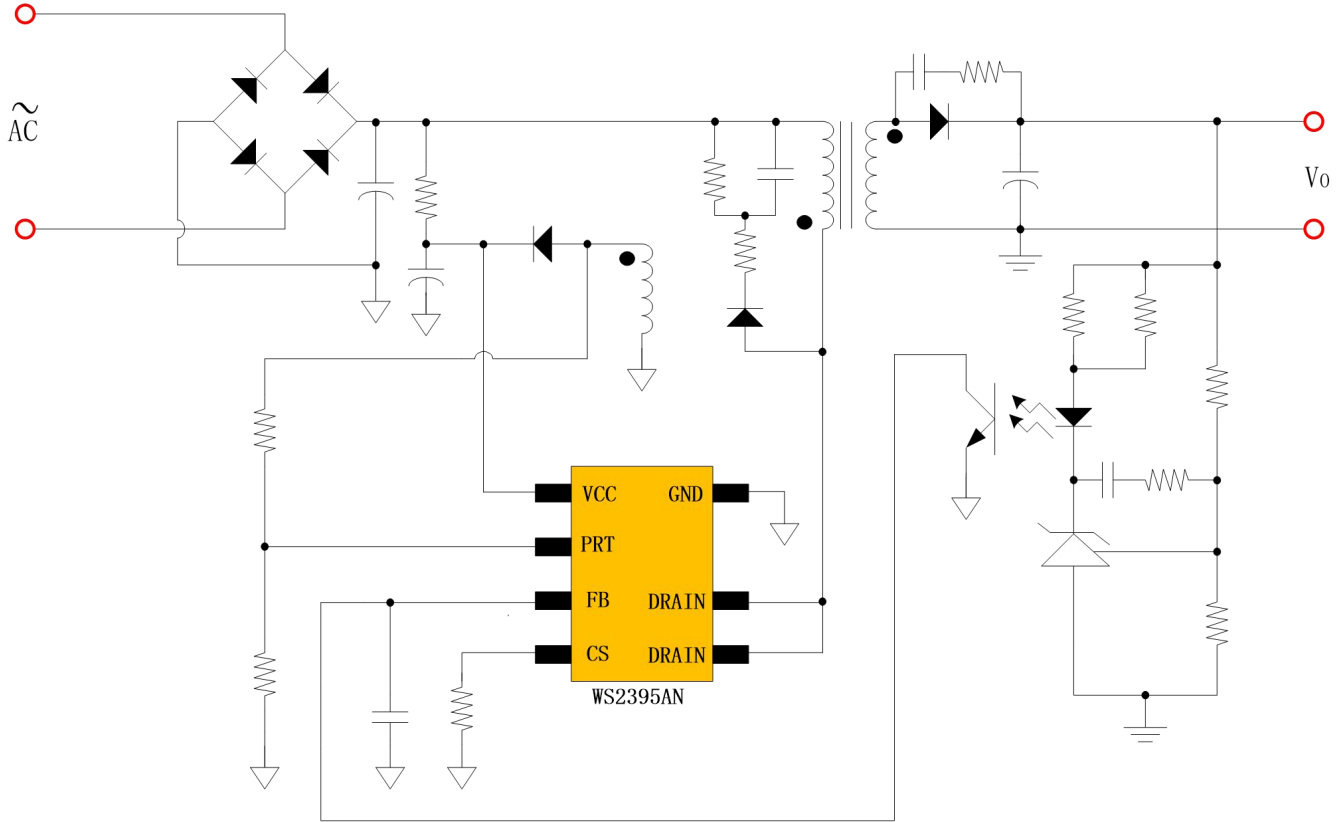 ~
AC
Vo
VCC
GND
PRT
FB
DRAIN
CS
DRAIN
WS2395AN